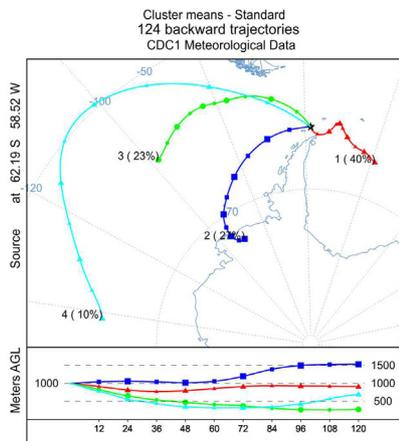 Cluster means - Standard
124 backward trajectories
CDC1 Meteorological Data
Source at 62.19 S 58.52 W
-50
-100
-120
-70
1 (40%)
3 (23%)
2 (27%)
4 (10%)
Meters AGL
1000
1500
1000
500
12 24 36 48 60 72 84 96 108 120